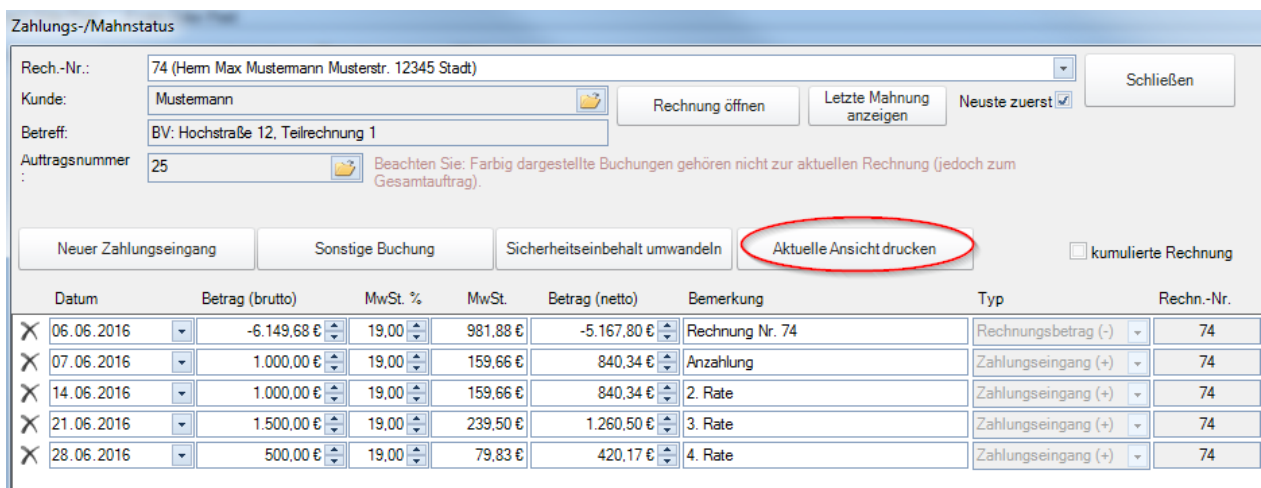 Zahlungs-/Mahnstatus
Rech.-Nr.: 74 (Herrn Max Mustermann Musterstr. 12345 Stadt)
Schließen
Kunde: Mustermann Rechnung öffnen Letzte Mahnung anzeigen Neuste zuerst
Betreff: BV: Hochstraße 12, Teilrechnung 1
Auftragsnummer : 25 Beachten Sie: Farbig dargestellte Buchungen gehören nicht zur aktuellen Rechnung (jedoch zum
Gesamtauftrag).
Neuer Zahlungseingang Sonstige Buchung Sicherheitseinbehalt umwandeln Aktuelle Ansicht drucken kumulierte Rechnung
Datum Betrag (brutto) MwSt. % MwSt. Betrag (netto) Bemerkung Typ Rechn.-Nr.
06.06.2016 -6.149,68 € 19,00 981,88 € -5.167,80 € Rechnung Nr. 74 Rechnungsbetrag (-) 74
07.06.2016 1.000,00 € 19,00 159,66 € 840,34 € Anzahlung Zahlungseingang (+) 74
14.06.2016 1.000,00 € 19,00 159,66 € 840,34 € 2. Rate Zahlungseingang (+) 74
21.06.2016 1.500,00 € 19,00 239,50 € 1.260,50 € 3. Rate Zahlungseingang (+) 74
28.06.2016 500,00 € 19,00 79,83 € 420,17 € 4. Rate Zahlungseingang (+) 74